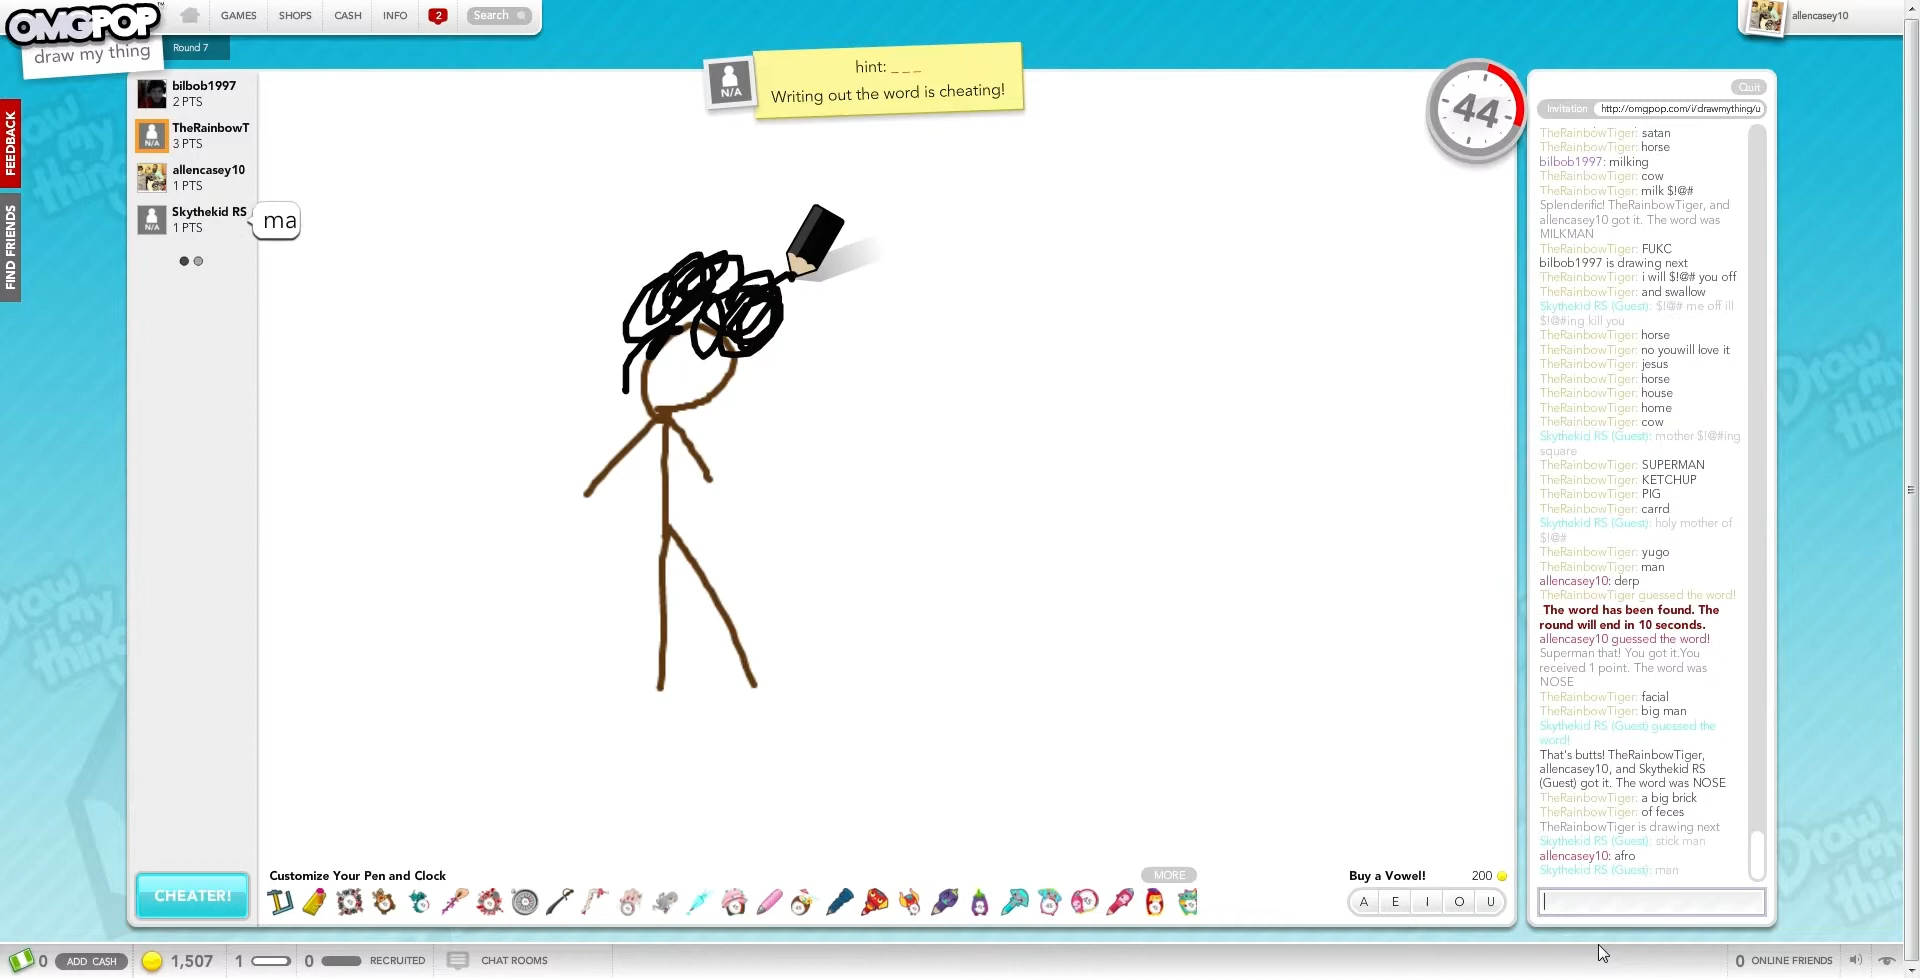 OMGPOP™
draw my thing
GAMES
SHOPS
CASH
INFO
2
Search
allencasey10
Round 7
FEEDBACK
FIND FRIENDS
bilbob1997
2 PTS
N/A
TheRainbowT
3 PTS
allencasey10
1 PTS
N/A
Skythekid RS
1 PTS
ma
N/A
hint: _ _ _
Writing out the word is cheating!
44
Quit
Invitation http://omgpop.com/i/drawmything/u
TheRainbowTiger: satan
TheRainbowTiger: horse
bilbob1997: milking
TheRainbowTiger: cow
TheRainbowTiger: milk $!@#
Splenderific! TheRainbowTiger, and
allencasey10 got it. The word was
MILKMAN
TheRainbowTiger: FUKC
bilbob1997 is drawing next
TheRainbowTiger: i will $!@# you off
TheRainbowTiger: and swallow
Skythekid RS (Guest): $!@# me off ill
$!@#ing kill you
TheRainbowTiger: horse
TheRainbowTiger: no youwill love it
TheRainbowTiger: jesus
TheRainbowTiger: horse
TheRainbowTiger: house
TheRainbowTiger: home
TheRainbowTiger: cow
Skythekid RS (Guest): mother $!@#ing
square
TheRainbowTiger: SUPERMAN
TheRainbowTiger: KETCHUP
TheRainbowTiger: PIG
TheRainbowTiger: carrd
Skythekid RS (Guest): holy mother of
$!@#
TheRainbowTiger: yugo
TheRainbowTiger: man
allencasey10: derp
TheRainbowTiger guessed the word!
The word has been found. The
round will end in 10 seconds.
allencasey10 guessed the word!
Superman that! You got it.You
received 1 point. The word was
NOSE
TheRainbowTiger: facial
TheRainbowTiger: big man
Skythekid RS (Guest) guessed the
word!
That's butts! TheRainbowTiger,
allencasey10, and Skythekid RS
(Guest) got it. The word was NOSE
TheRainbowTiger: a big brick
TheRainbowTiger: of feces
TheRainbowTiger is drawing next
Skythekid RS (Guest): stick man
allencasey10: afro
Skythekid RS (Guest): man
CHEATER!
Customize Your Pen and Clock
MORE
Buy a Vowel!
200
A E I O U
0
ADD CASH
1,507
1
0
RECRUITED
CHAT ROOMS
0 ONLINE FRIENDS